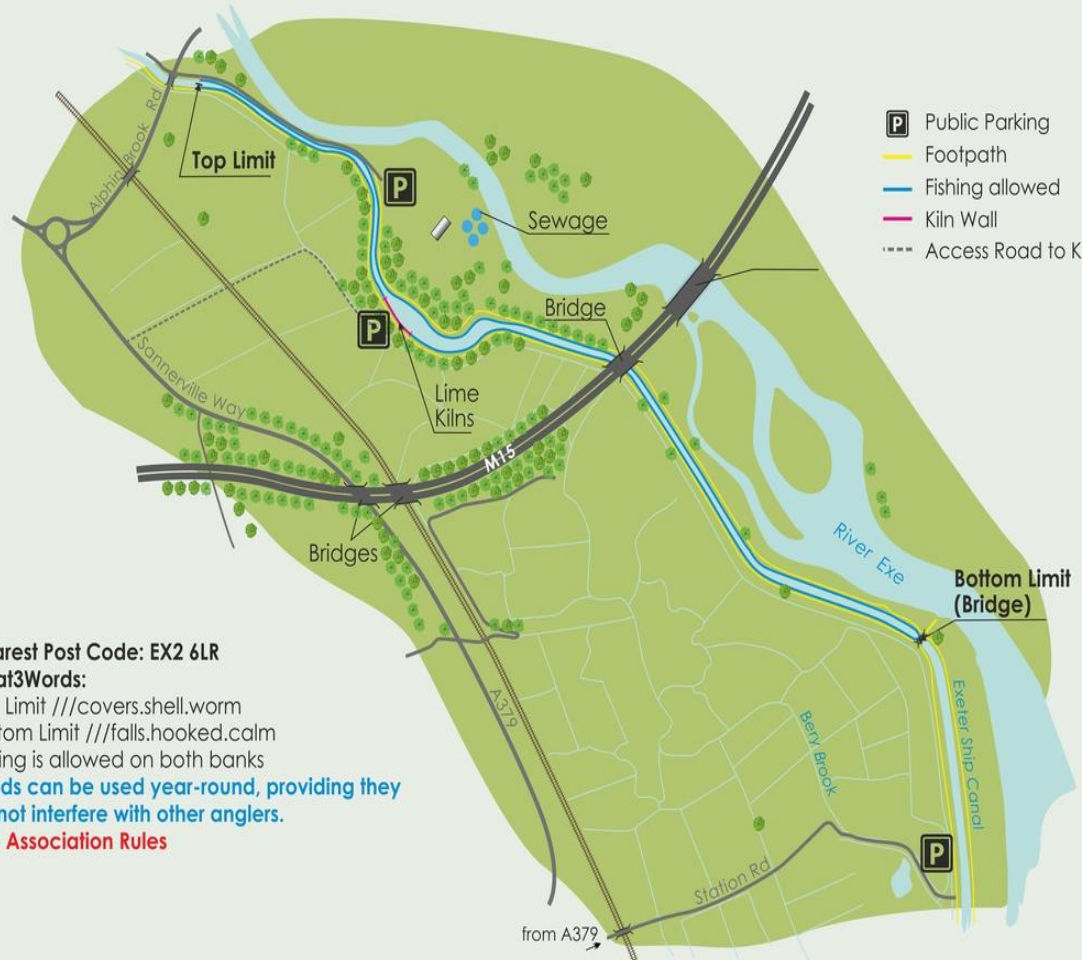 Alphin Brook Rd
Top Limit
P
Sewage
Bridge
P
Lime
Kilns
Sannerville Way
M15
Bridges
River Exe
Bottom Limit
(Bridge)
A379
Bery Brook
Exeter Ship Canal
P
Station Rd
from A379
P Public Parking
Footpath
Fishing allowed
Kiln Wall
Access Road to K
arest Post Code: EX2 6LR
at3Words:
Limit ///covers.shell.worm
tom Limit ///falls.hooked.calm
ing is allowed on both banks
ds can be used year-round, providing they
not interfere with other anglers.
Association Rules